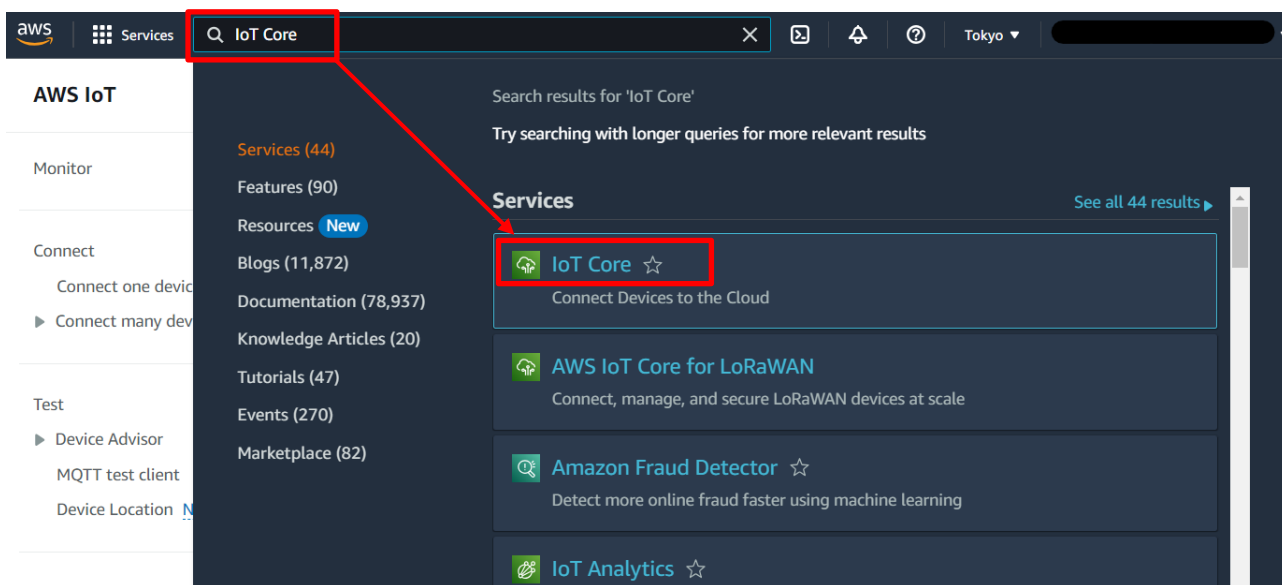 aws
Services
IoT Core
Tokyo
AWS IoT
Monitor
Connect
Connect one devic
Connect many dev
Test
Device Advisor
MQTT test client
Device Location N
Services (44)
Features (90)
Resources New
Blogs (11,872)
Documentation (78,937)
Knowledge Articles (20)
Tutorials (47)
Events (270)
Marketplace (82)
Search results for 'IoT Core'
Try searching with longer queries for more relevant results
Services
See all 44 results
IoT Core
Connect Devices to the Cloud
AWS IoT Core for LoRaWAN
Connect, manage, and secure LoRaWAN devices at scale
Amazon Fraud Detector
Detect more online fraud faster using machine learning
IoT Analytics